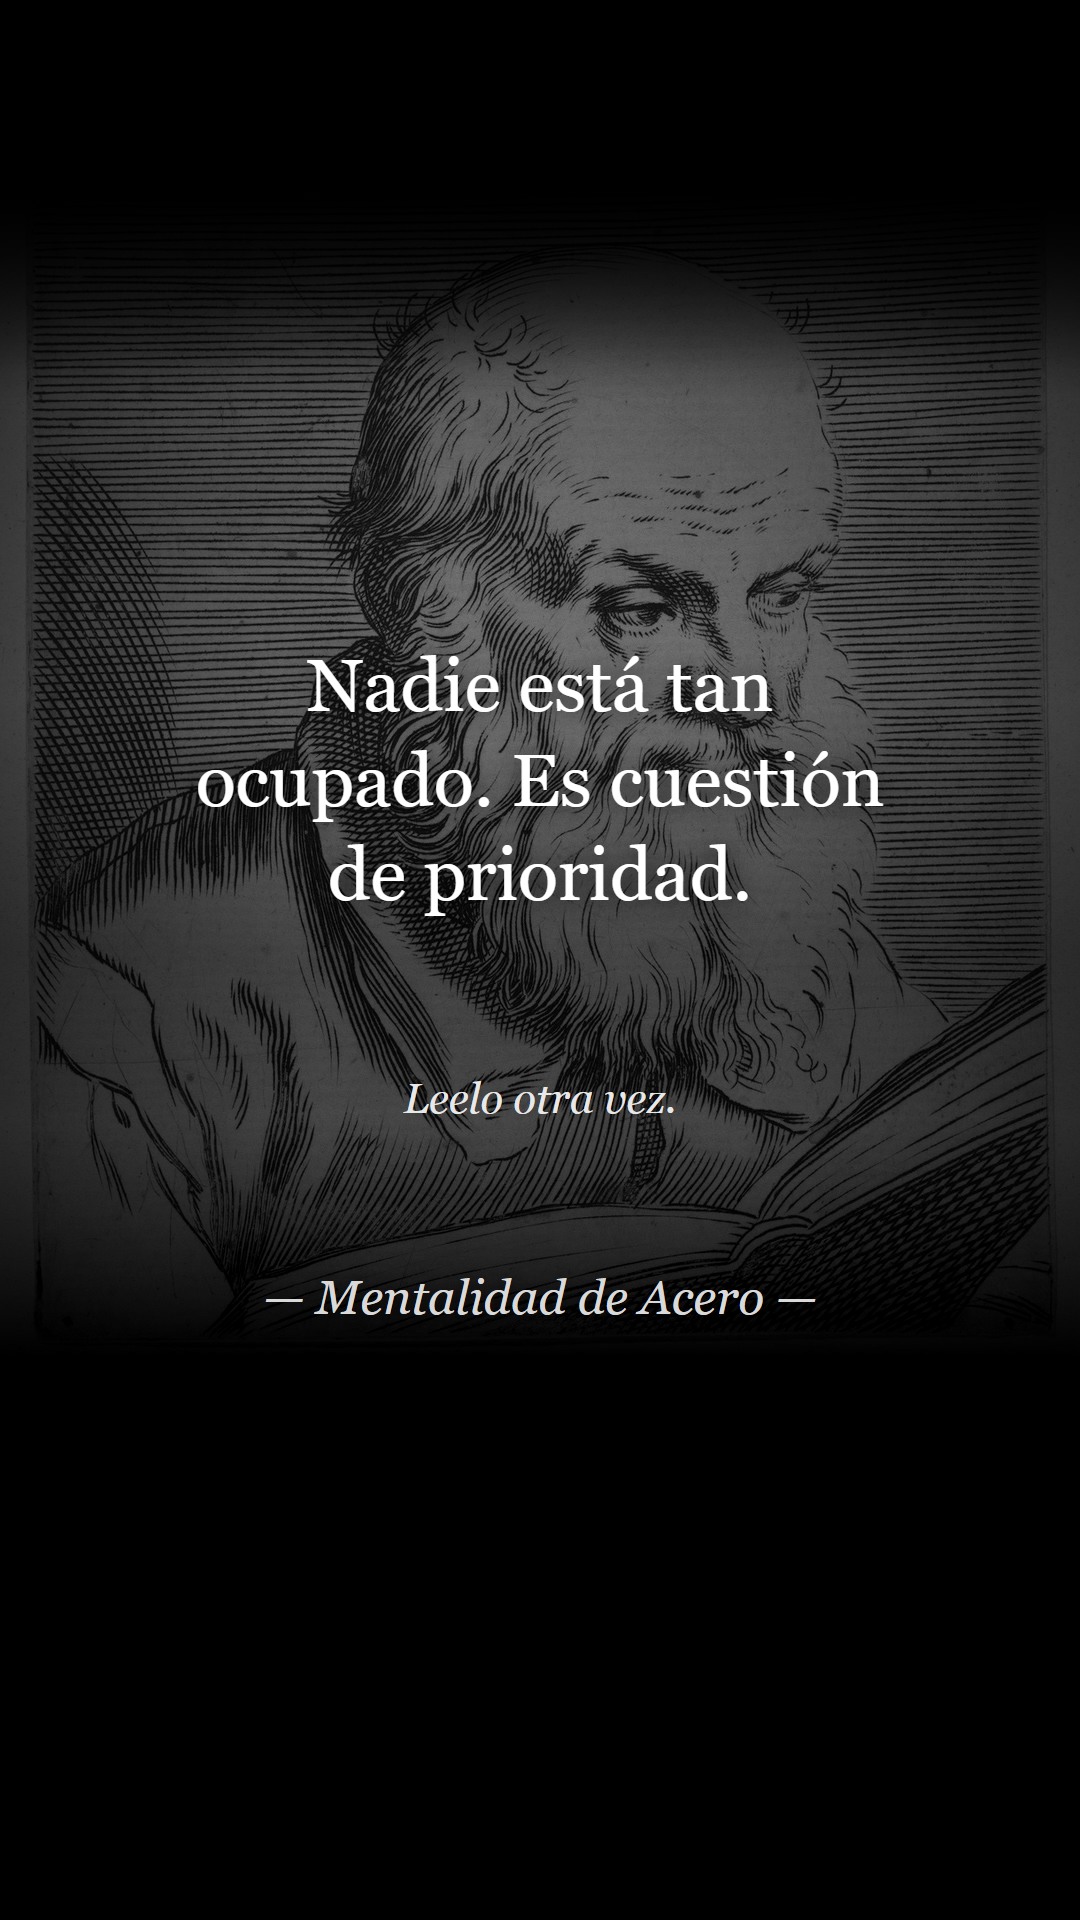 Nadie está tan
ocupado. Es cuestión
de prioridad.
Leelo otra vez.
— Mentalidad de Acero —